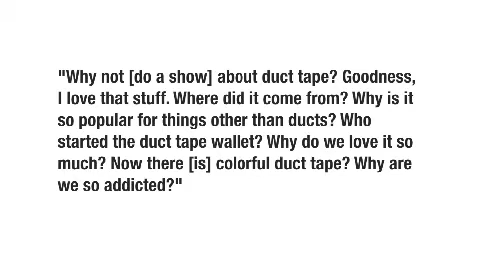 "Why not [do a show] about duct tape? Goodness,
I love that stuff. Where did it come from? Why is it
so popular for things other than ducts? Who
started the duct tape wallet? Why do we love it so
much? Now there [is] colorful duct tape? Why are
we so addicted?"